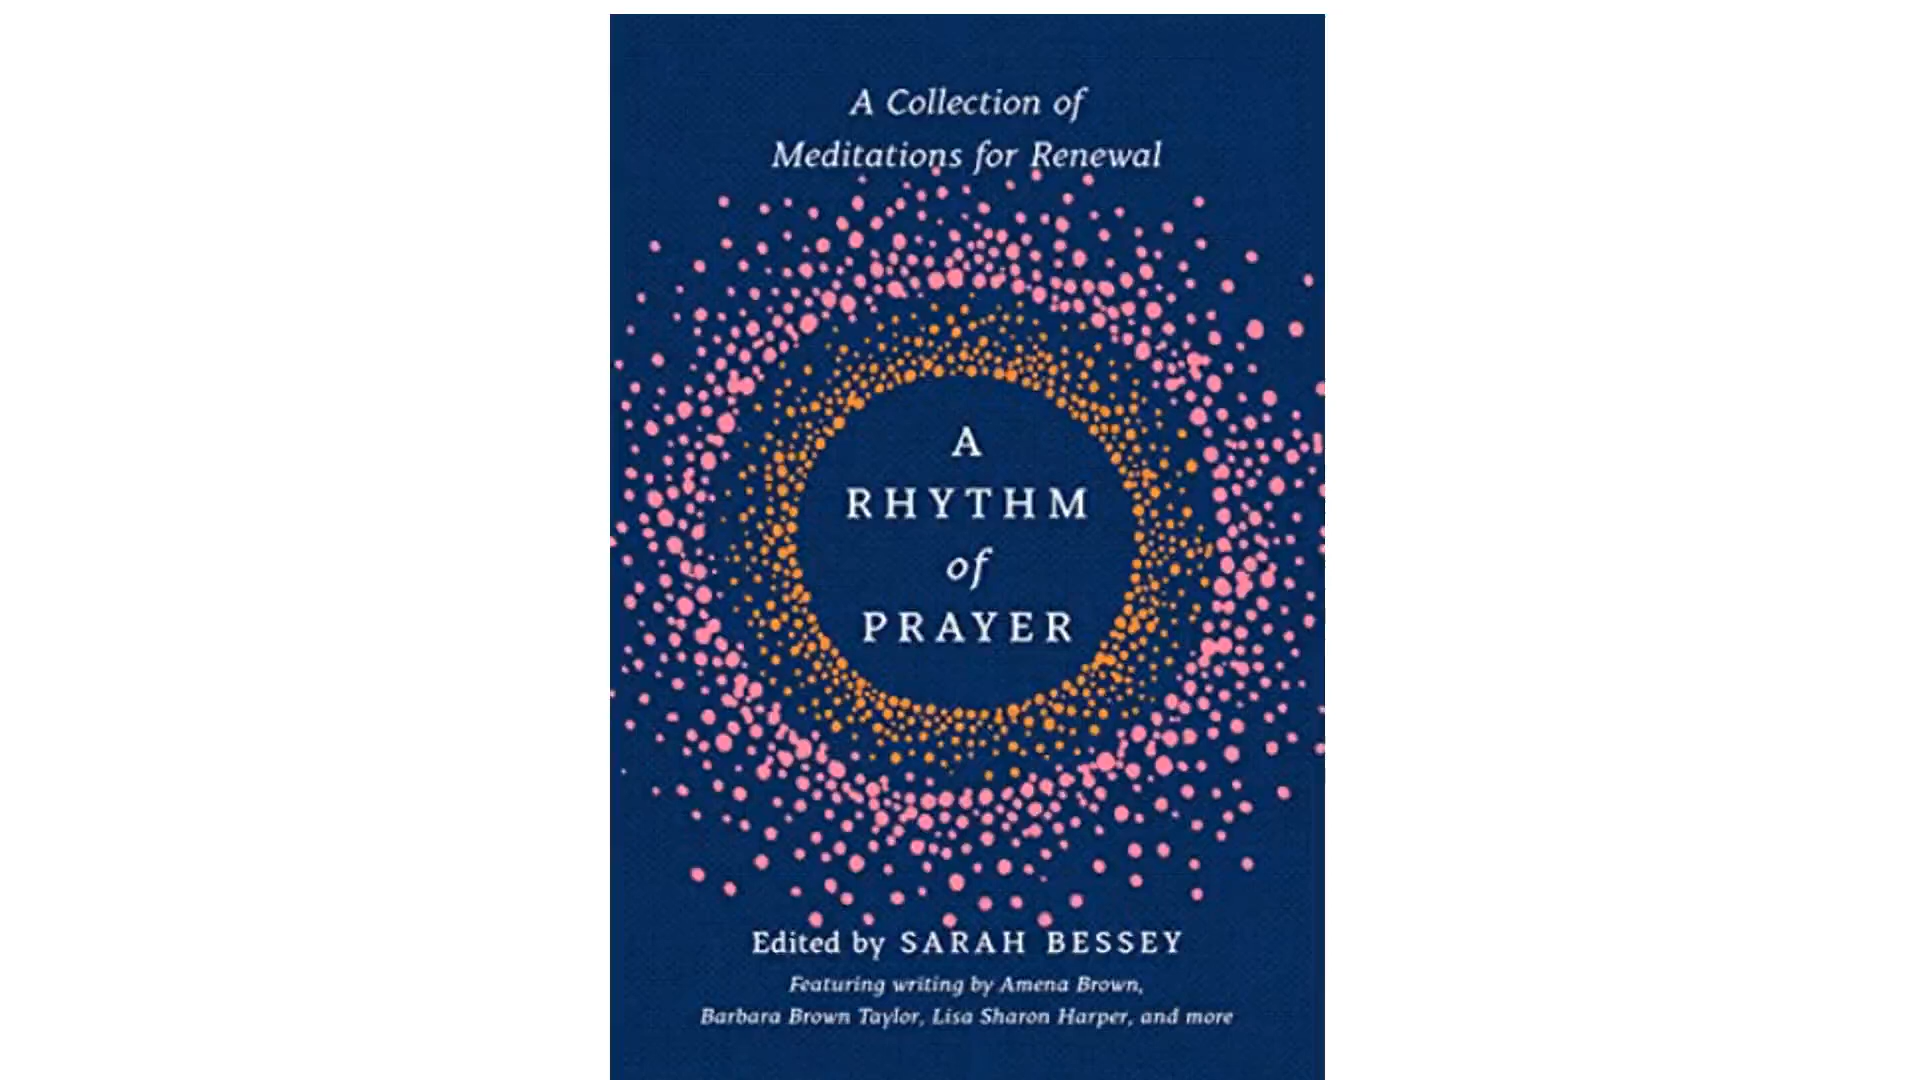 A Collection of
Meditations for Renewal
A
RHYTHM
of
PRAYER
Edited by SARAH BESSEY
Featuring writing by Amena Brown,
Barbara Brown Taylor, Lisa Sharon Harper, and more